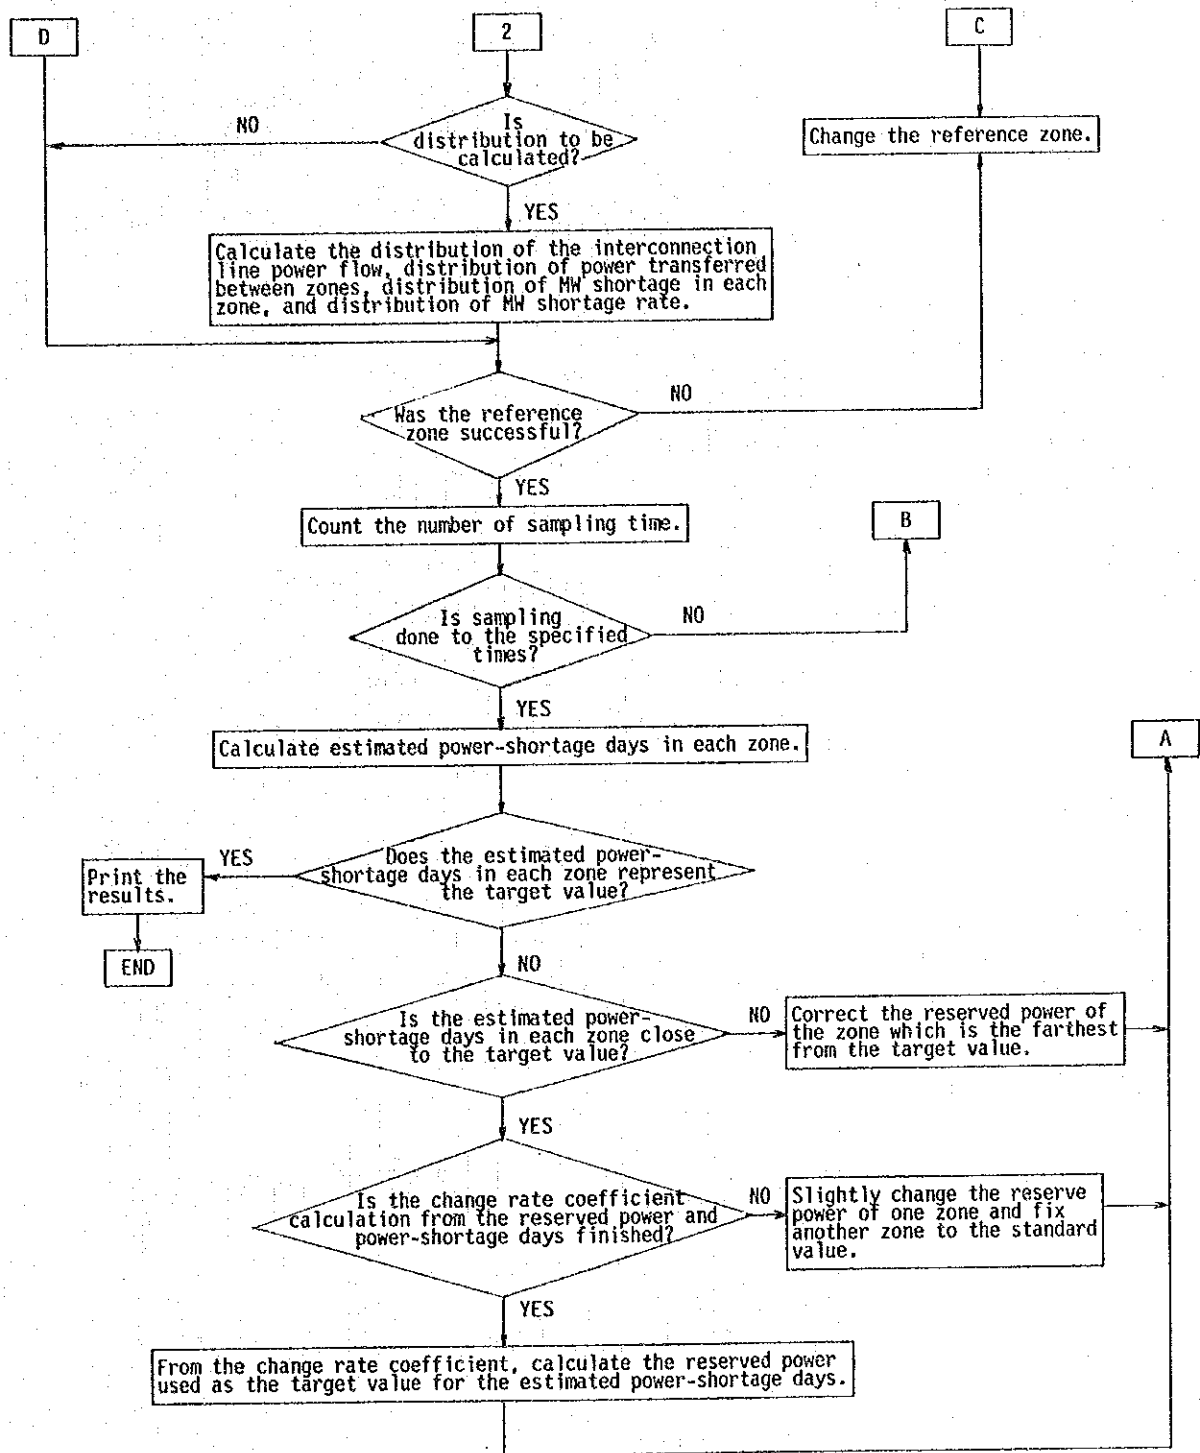 D
2
C
NO
Is
distribution to be
calculated?
Change the reference zone.
YES
Calculate the distribution of the interconnection
line power flow, distribution of power transferred
between zones, distribution of MW shortage in each
zone, and distribution of MW shortage rate.
NO
Was the reference
zone successful?
YES
Count the number of sampling time.
B
Is sampling
done to the specified
times?
NO
YES
Calculate estimated power-shortage days in each zone.
A
YES
Does the estimated power-
shortage days in each zone represent
the target value?
Print the
results.
END
NO
Is the estimated power-
shortage days in each zone close
to the target value?
NO
Correct the reserved power of
the zone which is the farthest
from the target value.
YES
Is the change rate coefficient
calculation from the reserved power and
power-shortage days finished?
NO
Slightly change the reserve
power of one zone and fix
another zone to the standard
value.
YES
From the change rate coefficient, calculate the reserved power
used as the target value for the estimated power-shortage days.